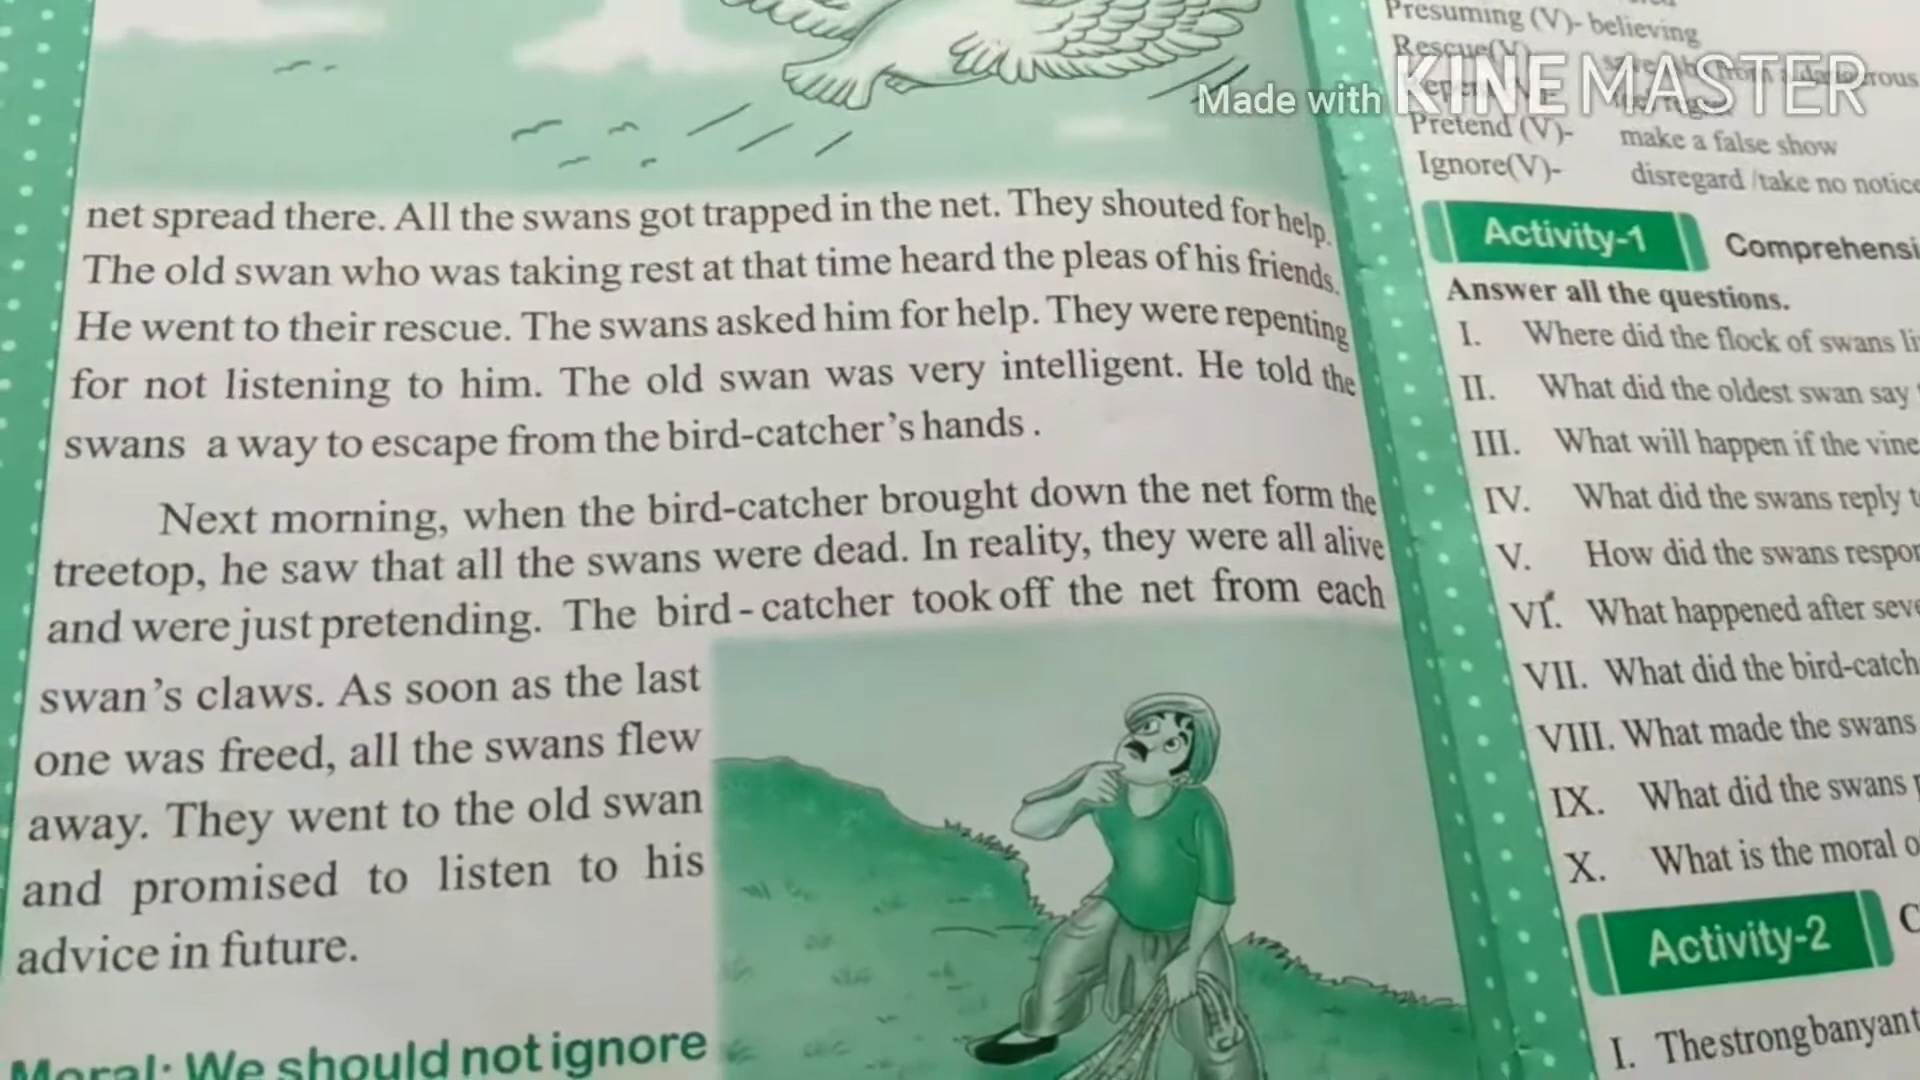 net spread there. All the swans got trapped in the net. They shouted for help.
The old swan who was taking rest at that time heard the pleas of his friends.
He went to their rescue. The swans asked him for help. They were repenting
for not listening to him. The old swan was very intelligent. He told the
swans a way to escape from the bird-catcher's hands .
Next morning, when the bird-catcher brought down the net form the
treetop, he saw that all the swans were dead. In reality, they were all alive
and were just pretending. The bird - catcher took off the net from each
swan's claws. As soon as the last
one was freed, all the swans flew
away. They went to the old swan
and promised to listen to his
advice in future.
Moral: We should not ignore
Presuming (V)- believing
Rescue(V)
Pretend (V)- make a false show
Ignore(V)- disregard /take no notice
Activity-1
Answer all the questions.
I. Where did the flock of swans
II. What did the oldest swan say
III. What will happen if the vine
IV. What did the swans reply
V. How did the swans
VI. What happened after
VII. What did the
VIII. What made the swans
IX. What did the swans
X. What is the moral
Activity-2
I. The strong banyan
Made with KINEMASTER